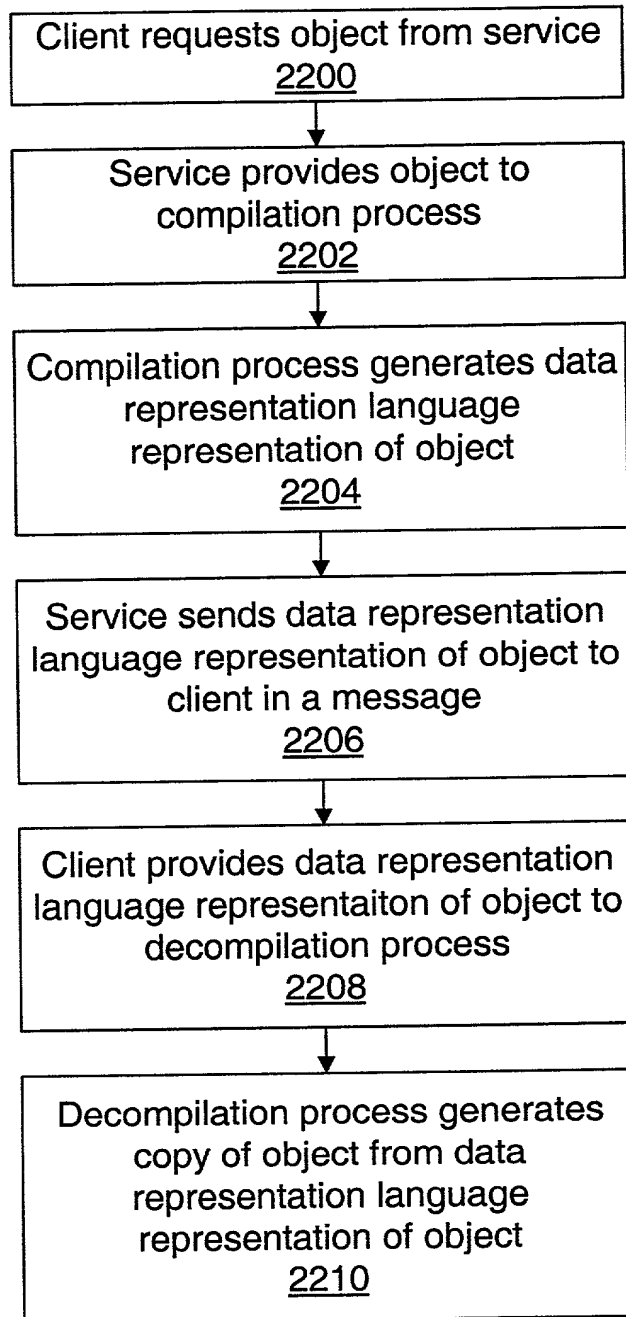 Client requests object from service
2200
Service provides object to
compilation process
2202
Compilation process generates data
representation language
representation of object
2204
Service sends data representation
language representation of object to
client in a message
2206
Client provides data representation
language representaiton of object to
decompilation process
2208
Decompilation process generates
copy of object from data
representation language
representation of object
2210